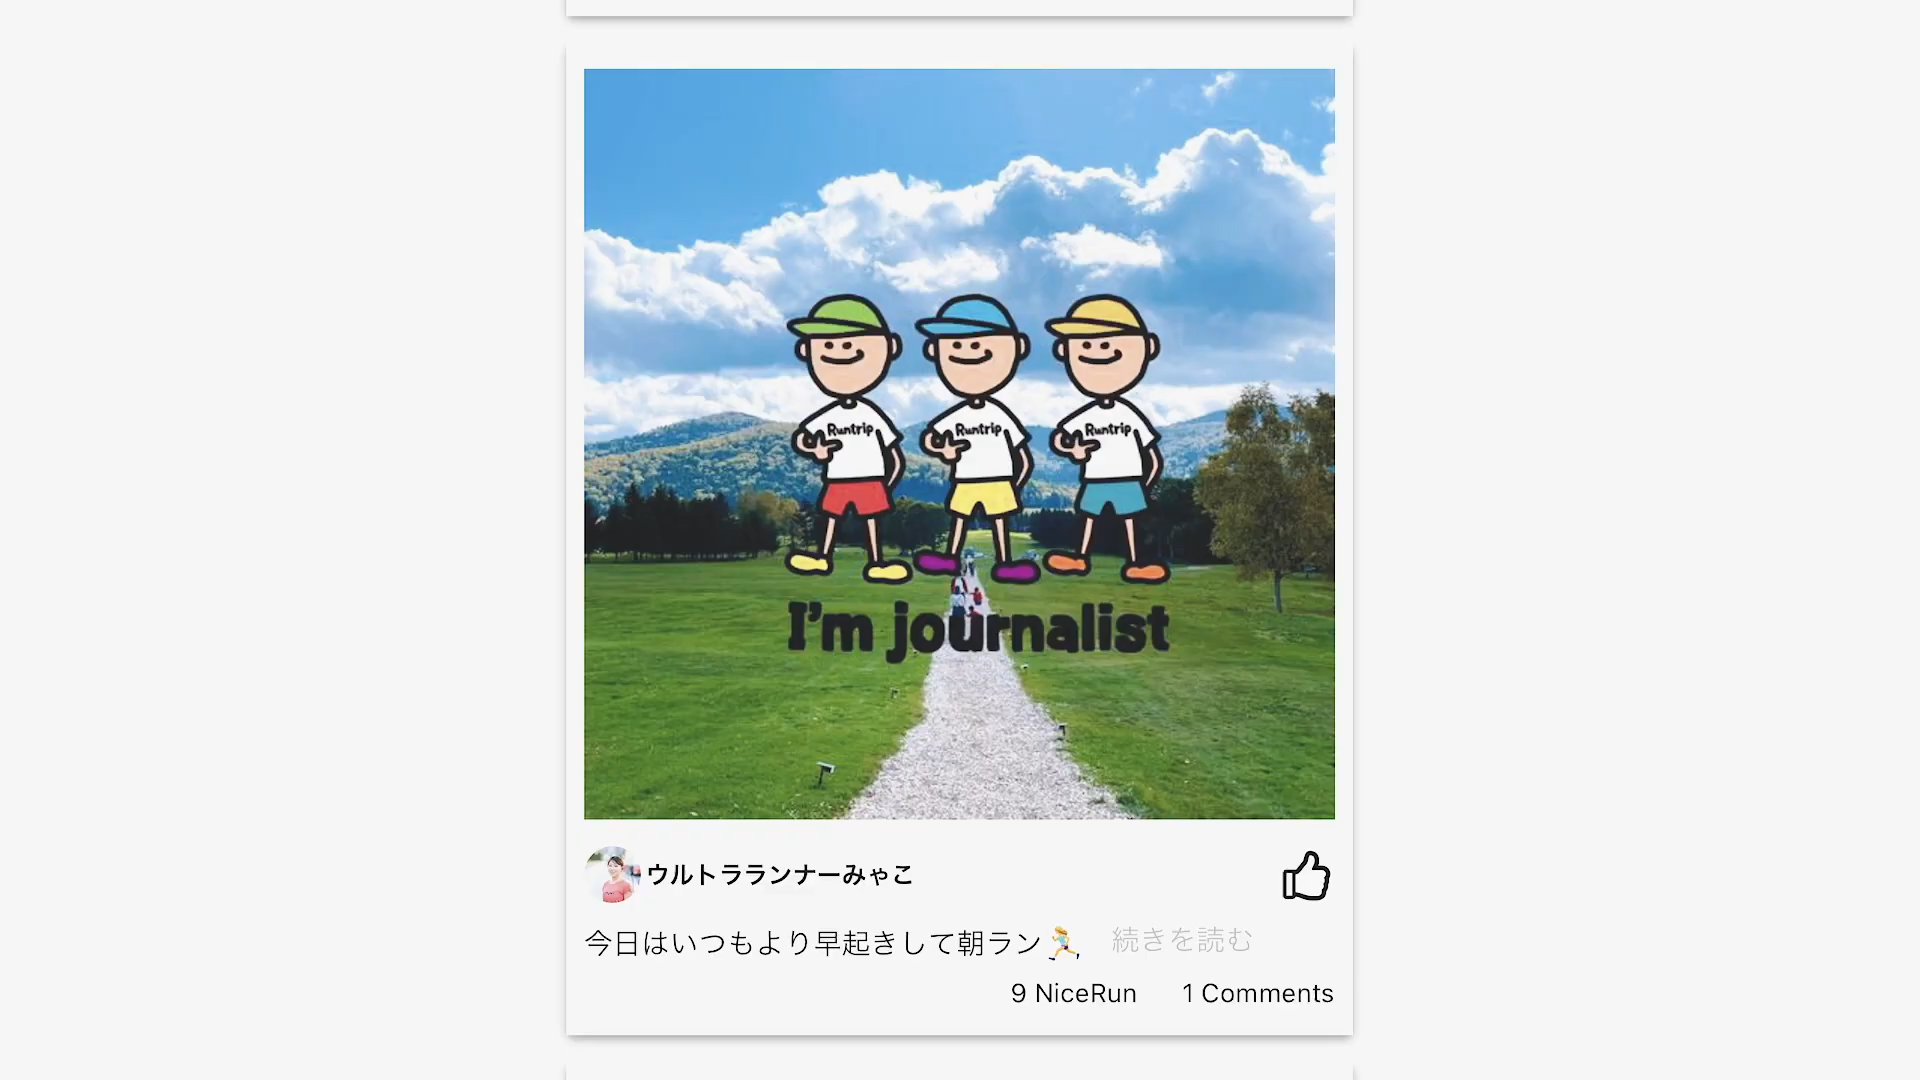 Runtrip Runtrip Runtrip
I'm journalist
ウルトラランナーみゃこ
今日はいつもより早起きして朝ラン🏃, 続きを読む
9 NiceRun 1 Comments